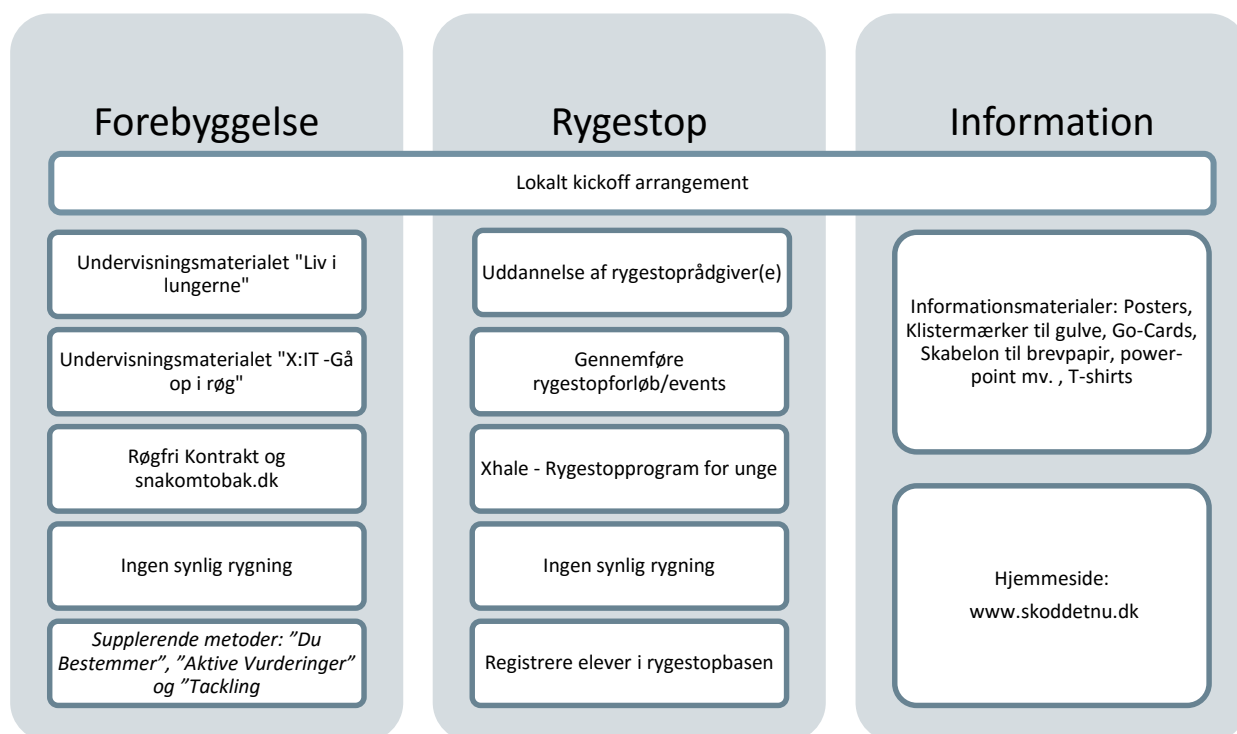 Forebyggelse
Rygestop
Information
Lokalt kickoff arrangement
Undervisningsmaterialet "Liv i
lungerne"
Undervisningsmaterialet "X:IT -Gå
op i røg"
Røgfri Kontrakt og
snakomtobak.dk
Ingen synlig rygning
Supplerende metoder: ”Du
Bestemmer”, ”Aktive Vurderinger”
og ”Tackling
Uddannelse af rygestoprådgiver(e)
Gennemføre
rygestopforløb/events
Xhale - Rygestopprogram for unge
Ingen synlig rygning
Registrere elever i rygestopbasen
Informationsmaterialer: Posters,
Klistermærker til gulve, Go-Cards,
Skabelon til brevpapir, power-
point mv. , T-shirts
Hjemmeside:
www.skoddetnu.dk